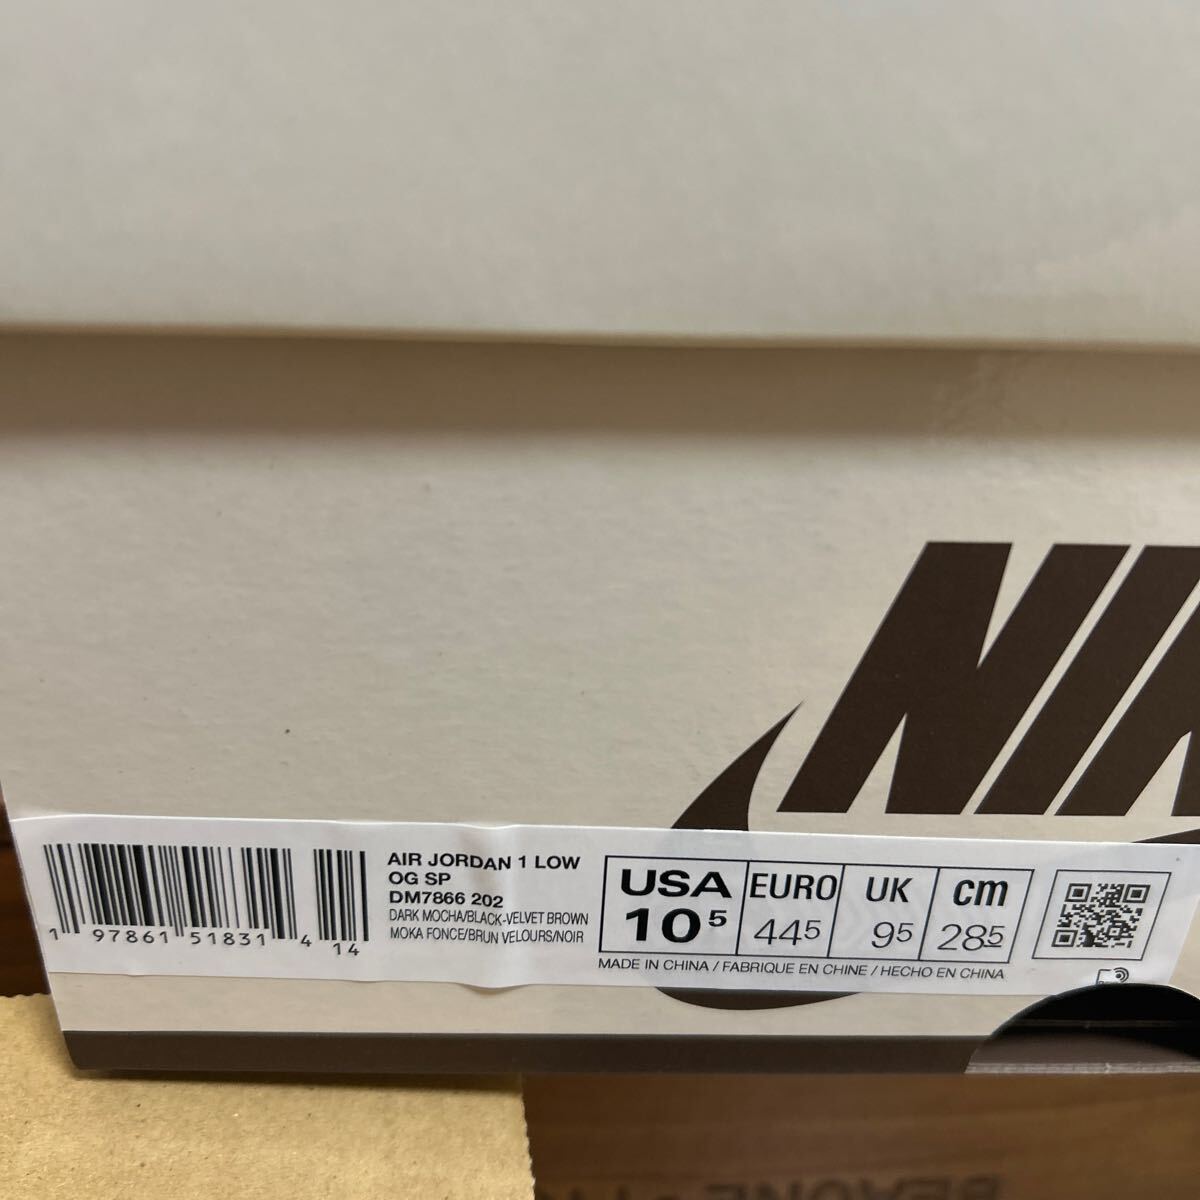 NIK
AIR JORDAN 1 LOW
OG SP
DM7866 202
DARK MOCHA/BLACK-VELVET BROWN
MOKA FONCE/BRUN VELOURS/NOIR
1 97861 51831 4 14
USA 10 5
EURO 44 5
UK 9 5
cm 28 5
MADE IN CHINA / FABRIQUE EN CHINE / HECHO EN CHINA